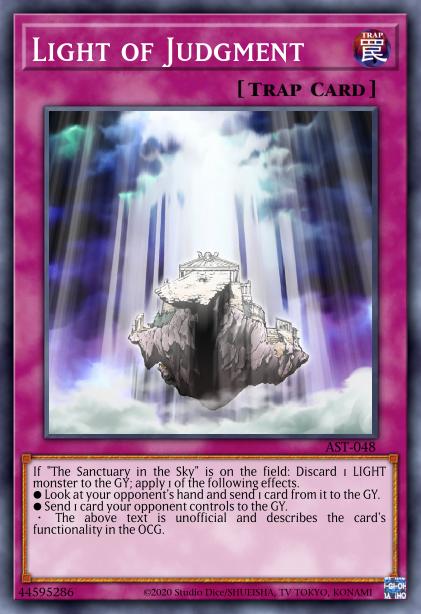 LIGHT OF JUDGMENT
TRAP
罠
[TRAP CARD]
AST-048
If "The Sanctuary in the Sky" is on the field: Discard 1 LIGHT
monster to the GY; apply 1 of the following effects.
● Look at your opponent's hand and send 1 card from it to the GY.
● Send 1 card your opponent controls to the GY.
· The above text is unofficial and describes the card's
functionality in the OCG.
44595286 ©2020 Studio Dice/SHUEISHA, TV TOKYO, KONAMI